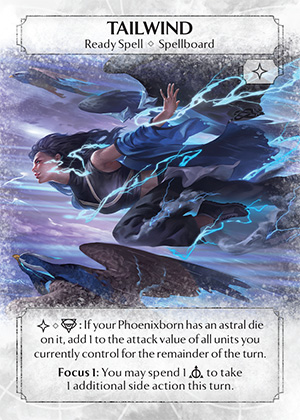 TAILWIND
Ready Spell ⬦ Spellboard
⬦ : If your Phoenixborn has an astral die
on it, add 1 to the attack value of all units you
currently control for the remainder of the turn.
Focus 1: You may spend 1 to take
1 additional side action this turn.